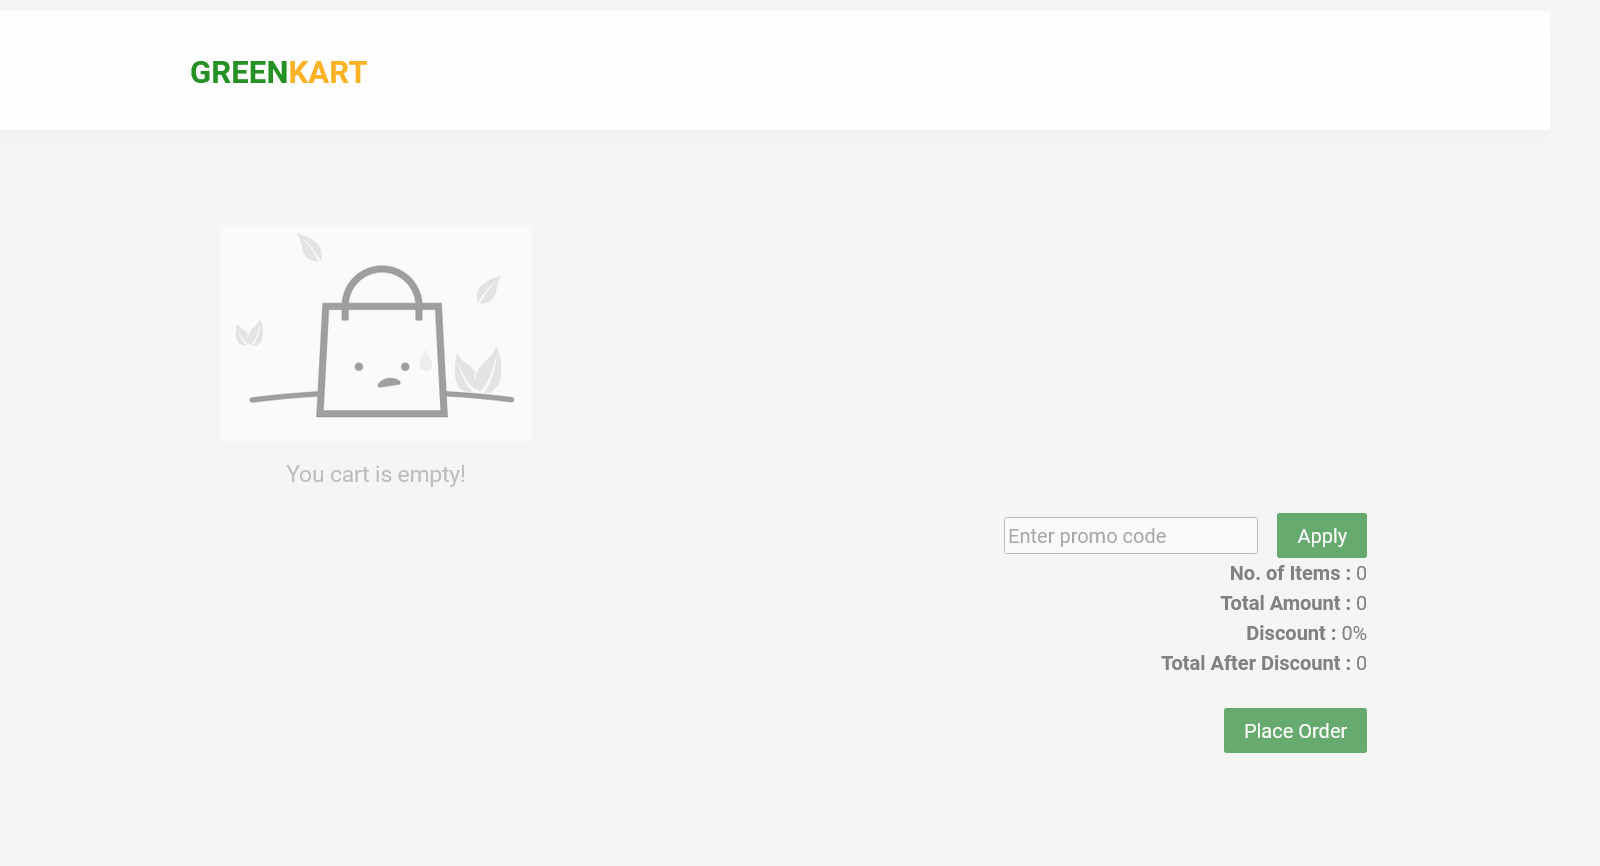 GREENKART
You cart is empty!
Enter promo code Apply
No. of Items : 0
Total Amount : 0
Discount : 0%
Total After Discount : 0
Place Order